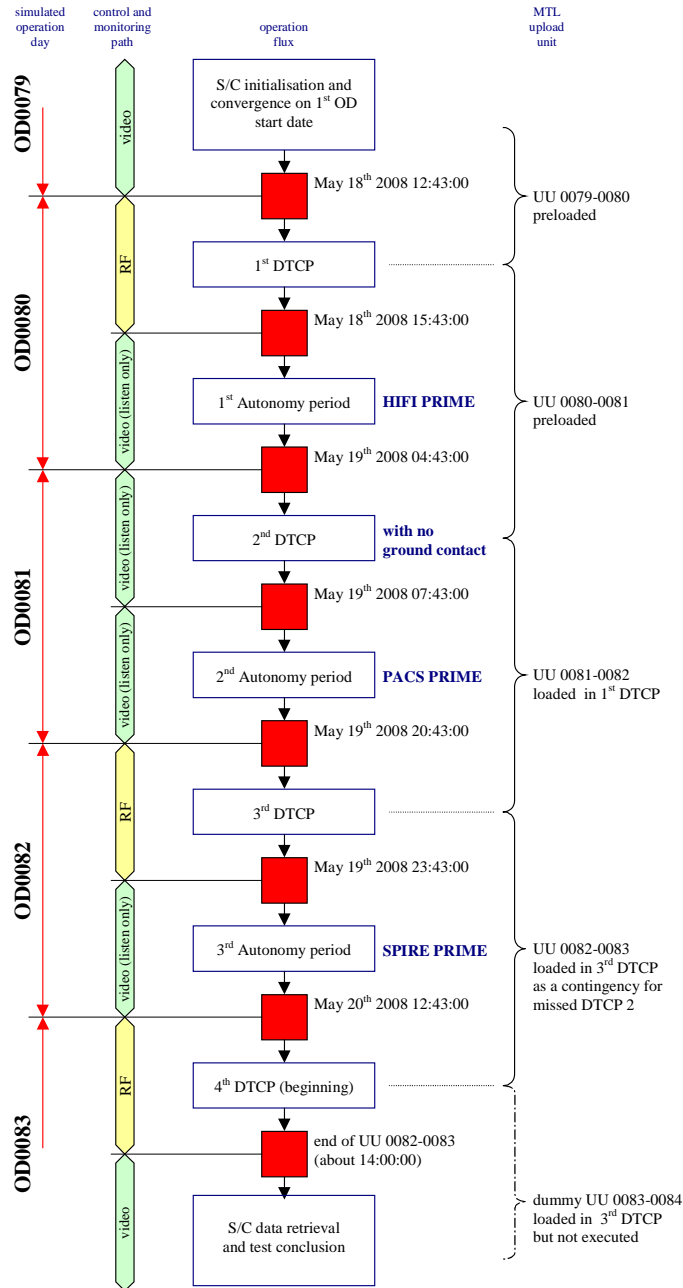 simulated operation day
control and monitoring path
operation flux
MTL upload unit
OD0079
video
S/C initialisation and
convergence on 1st OD
start date
May 18th 2008 12:43:00
UU 0079-0080
preloaded
OD0080
RF
1st DTCP
May 18th 2008 15:43:00
video (listen only)
1st Autonomy period
HIFI PRIME
UU 0080-0081
preloaded
May 19th 2008 04:43:00
OD0081
video (listen only)
2nd DTCP
with no
ground contact
May 19th 2008 07:43:00
video (listen only)
2nd Autonomy period
PACS PRIME
UU 0081-0082
loaded in 1st DTCP
May 19th 2008 20:43:00
OD0082
RF
3rd DTCP
May 19th 2008 23:43:00
video (listen only)
3rd Autonomy period
SPIRE PRIME
UU 0082-0083
loaded in 3rd DTCP
as a contingency for
missed DTCP 2
May 20th 2008 12:43:00
OD0083
RF
4th DTCP (beginning)
end of UU 0082-0083
(about 14:00:00)
video
S/C data retrieval
and test conclusion
dummy UU 0083-0084
loaded in 3rd DTCP
but not executed